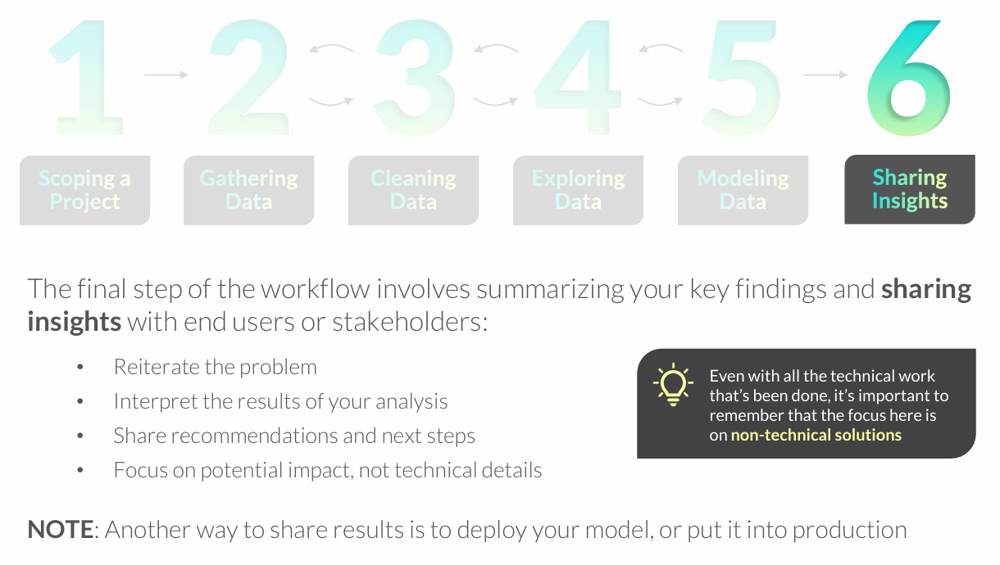 1 2 3 4 5 6
Scoping a
Project
Gathering
Data
Cleaning
Data
Exploring
Data
Modeling
Data
Sharing
Insights
The final step of the workflow involves summarizing your key findings and sharing
insights with end users or stakeholders:
• Reiterate the problem
• Interpret the results of your analysis
• Share recommendations and next steps
• Focus on potential impact, not technical details
Even with all the technical work
that’s been done, it’s important to
remember that the focus here is
on non-technical solutions
NOTE: Another way to share results is to deploy your model, or put it into production